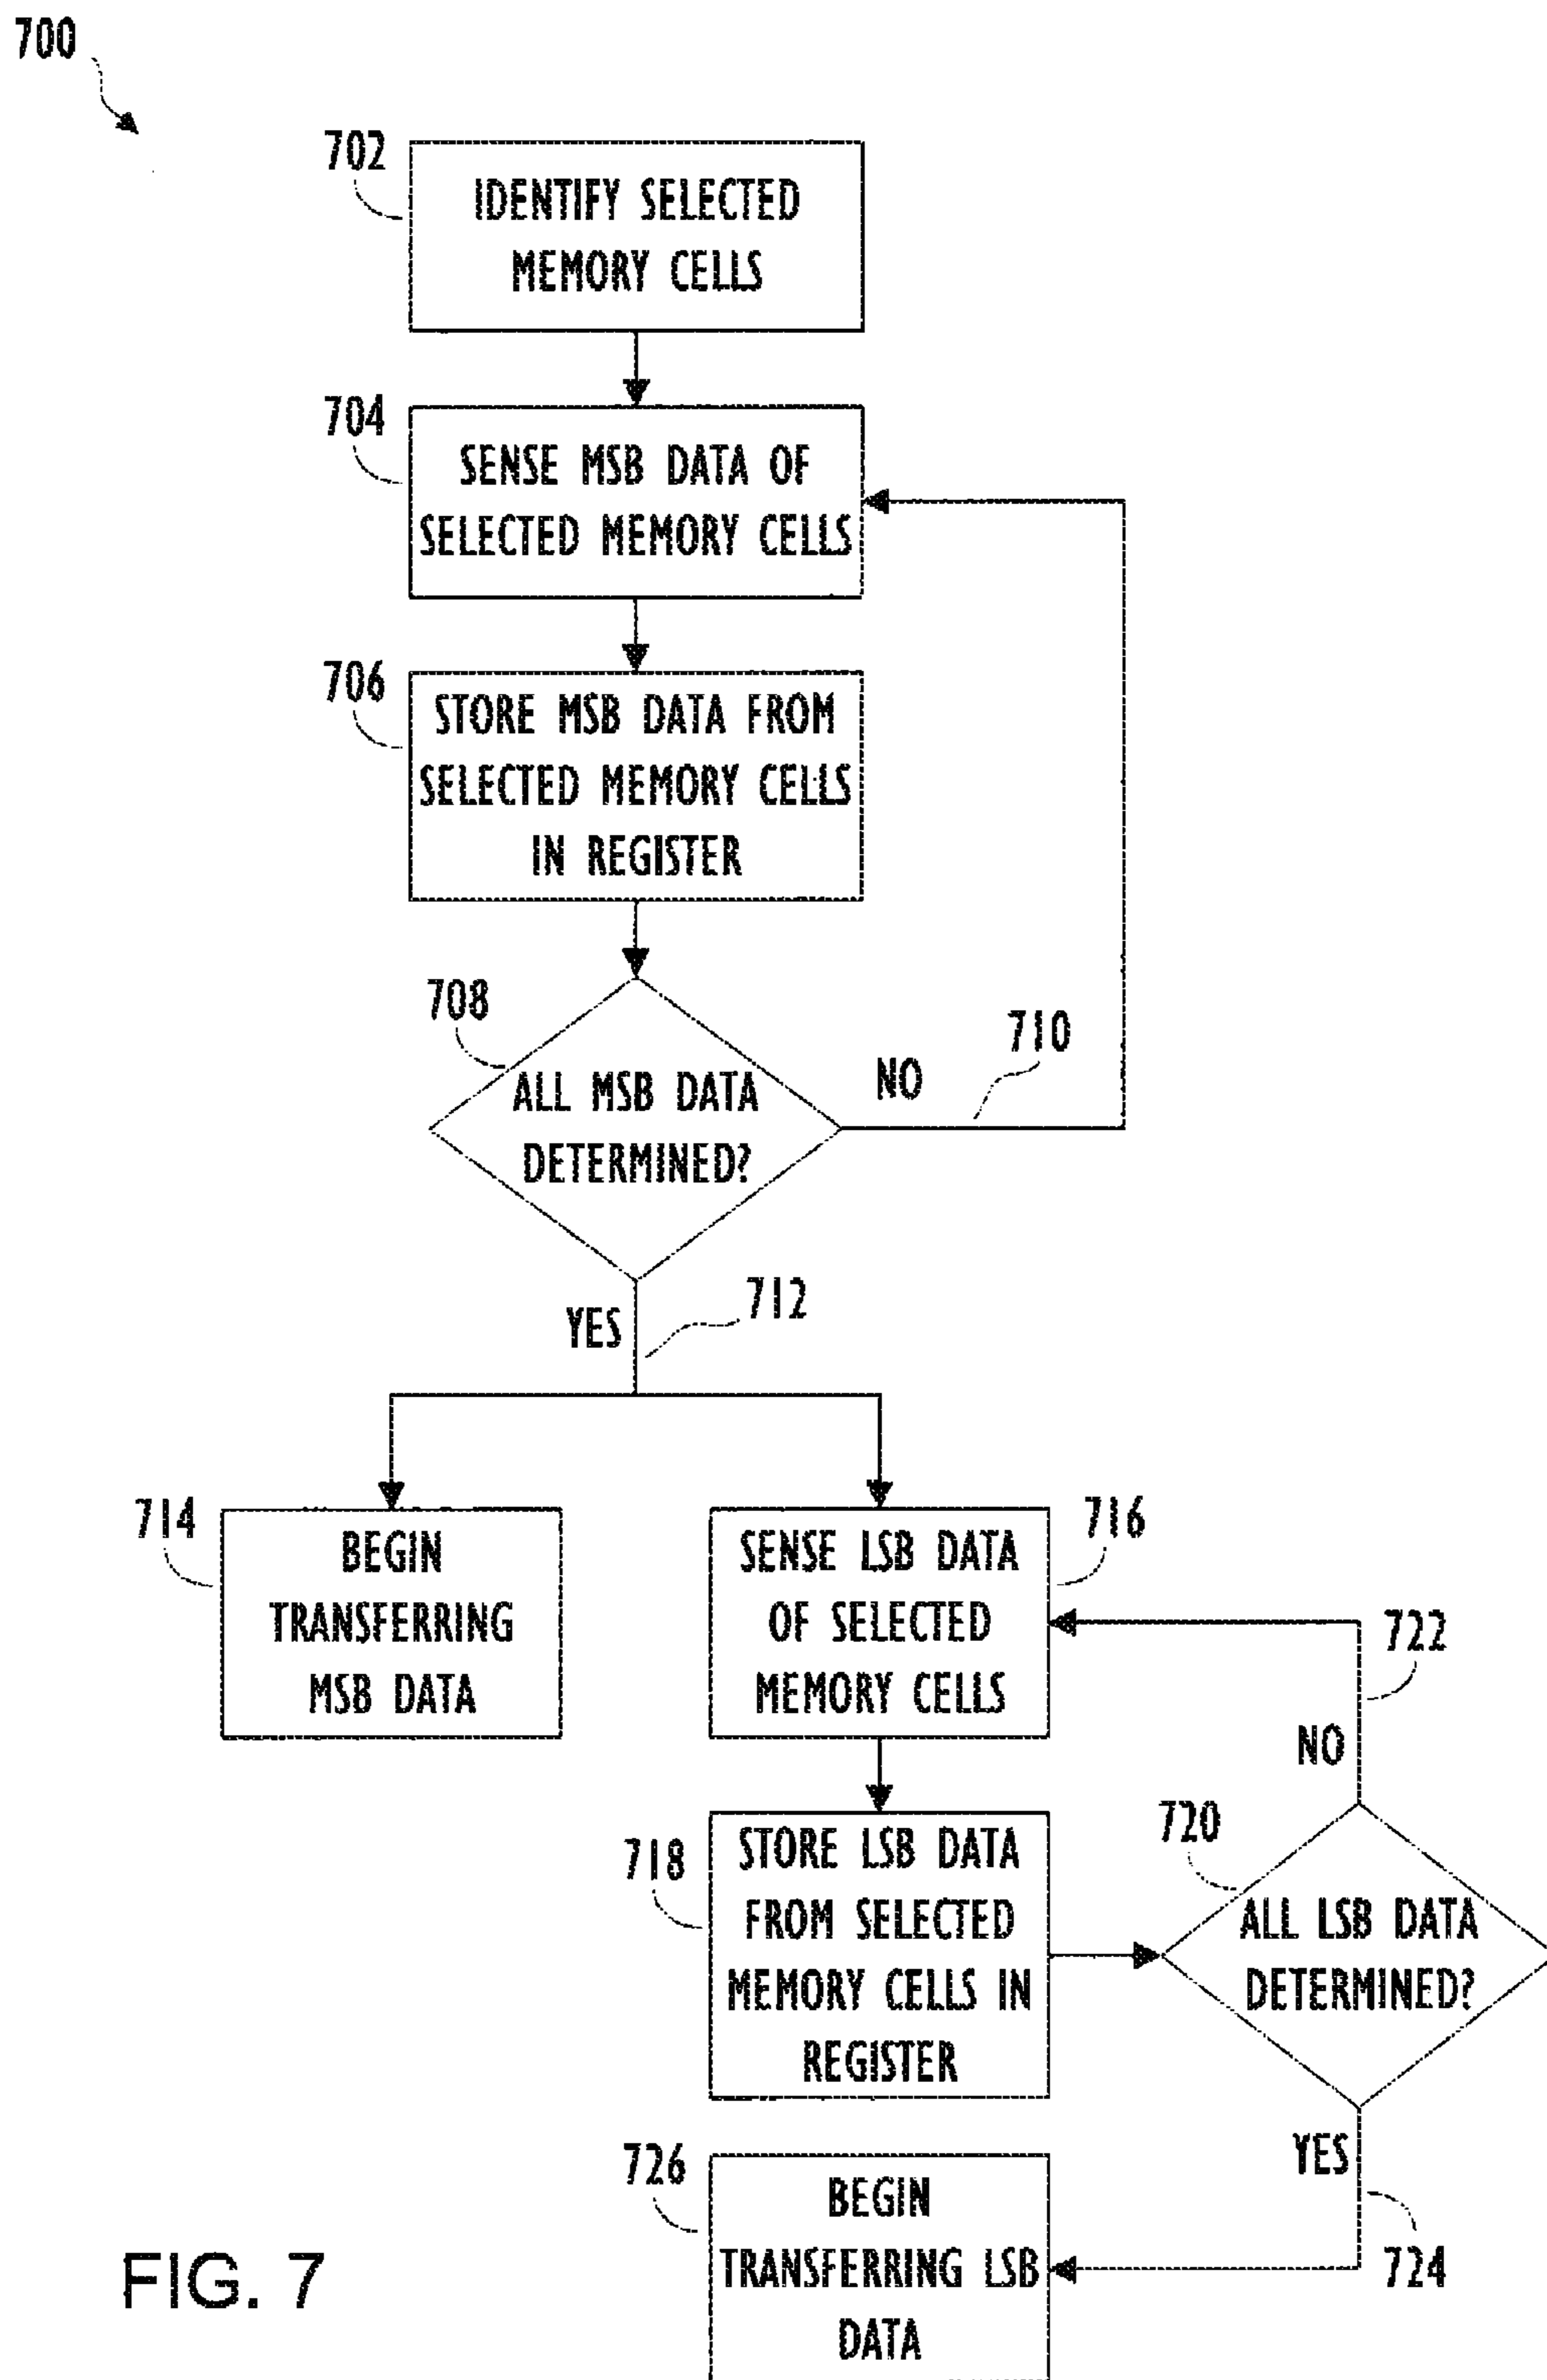 700
702
IDENTIFY SELECTED
MEMORY CELLS
704
SENSE MSB DATA OF
SELECTED MEMORY CELLS
706
STORE MSB DATA FROM
SELECTED MEMORY CELLS
IN REGISTER
708
ALL MSB DATA
DETERMINED?
NO
710
YES
712
714
BEGIN
TRANSFERRING
MSB DATA
716
SENSE LSB DATA
OF SELECTED
MEMORY CELLS
718
STORE LSB DATA
FROM SELECTED
MEMORY CELLS IN
REGISTER
720
ALL LSB DATA
DETERMINED?
722
NO
YES
724
726
BEGIN
TRANSFERRING LSB
DATA
FIG. 7